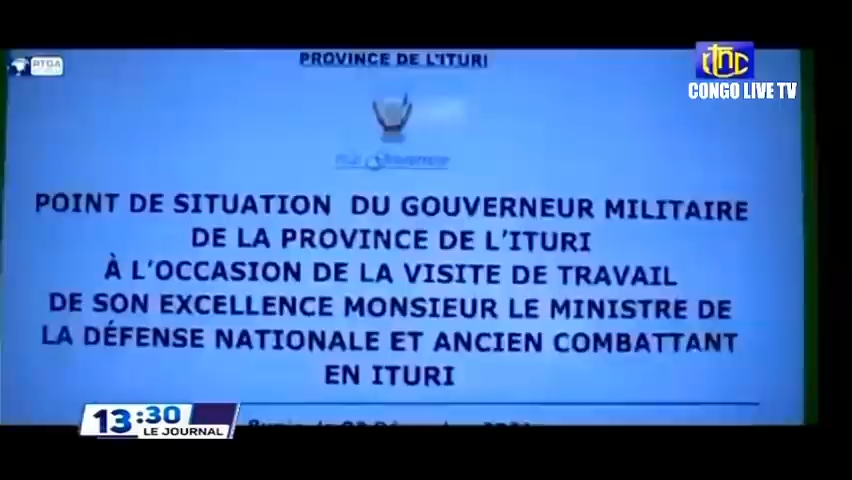 PROVINCE DE L'ITURI
RTGA
rtnc
CONGO LIVE TV
POINT DE SITUATION DU GOUVERNEUR MILITAIRE
DE LA PROVINCE DE L'ITURI
À L'OCCASION DE LA VISITE DE TRAVAIL
DE SON EXCELLENCE MONSIEUR LE MINISTRE DE
LA DÉFENSE NATIONALE ET ANCIEN COMBATTANT
EN ITURI
13:30
LE JOURNAL